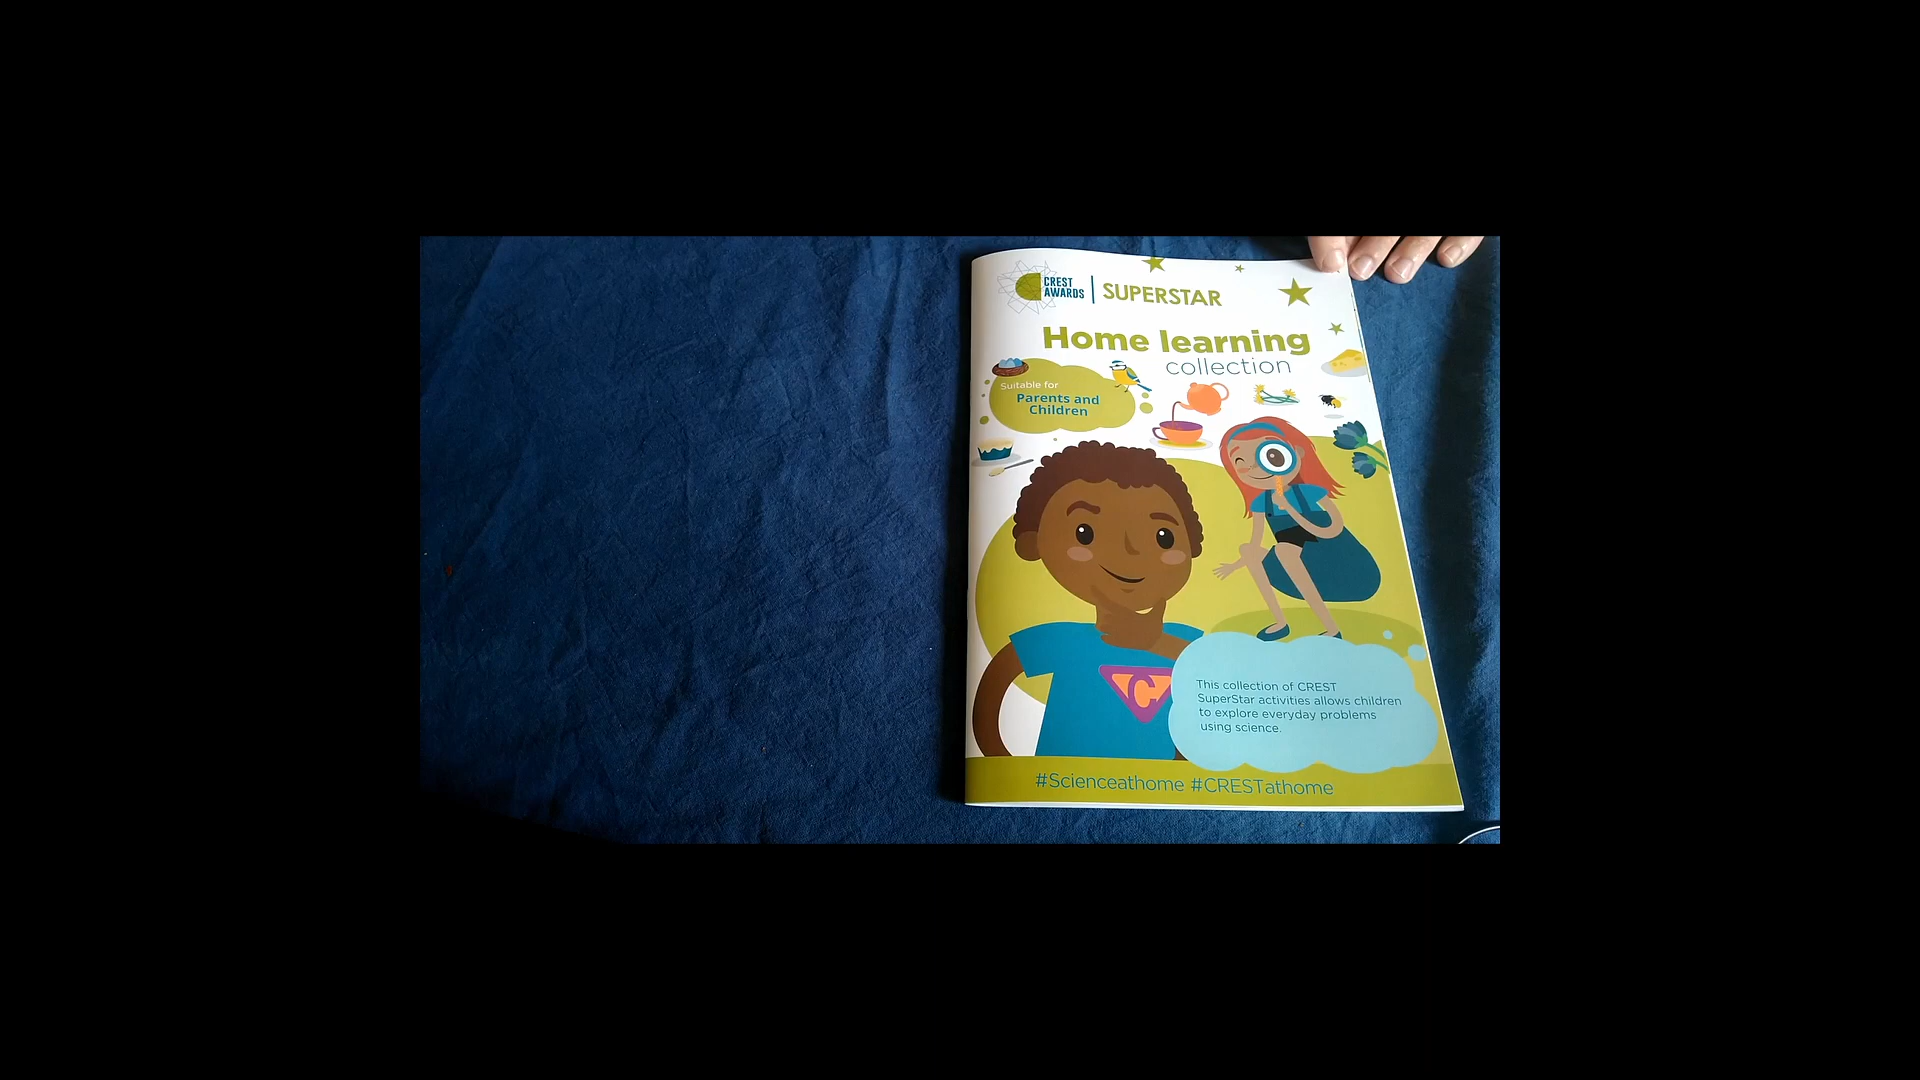 CREST
AWARDS
SUPERSTAR
Home learning
collection
Suitable for
Parents and
Children
C
This collection of CREST
SuperStar activities allows children
to explore everyday problems
using science.
#Scienceathome #CRESTathome